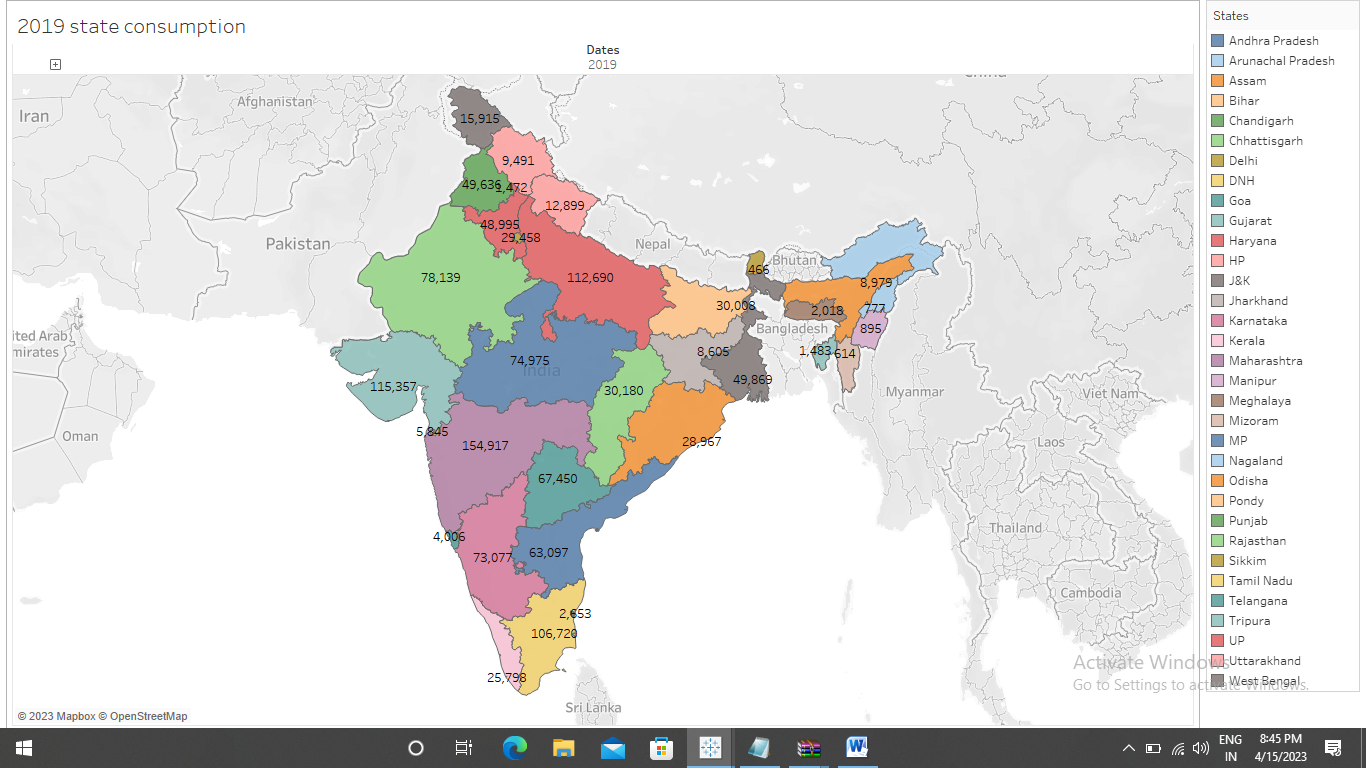 2019 state consumption
Dates
2019
China
Afghanistan
Iran
Pakistan
Nepal
Bhutan
Bangladesh
India
ited Arab
mirates
Oman
Myanmar
Viet Nam
Laos
Thailand
Cambodia
Sri Lanka
15,915
9,491
49,636
1,472
12,899
48,995
29,458
78,139
112,690
466
8,979
30,008
2,018
777
895
1,483
614
74,975
8,605
115,357
30,180
49,869
5,845
154,917
28,967
67,450
4,006
73,077
63,097
2,653
106,720
25,798
© 2023 Mapbox © OpenStreetMap
States
Andhra Pradesh
Arunachal Pradesh
Assam
Bihar
Chandigarh
Chhattisgarh
Delhi
DNH
Goa
Gujarat
Haryana
HP
J&K
Jharkhand
Karnataka
Kerala
Maharashtra
Manipur
Meghalaya
Mizoram
MP
Nagaland
Odisha
Pondy
Punjab
Rajasthan
Sikkim
Tamil Nadu
Telangana
Tripura
UP
Uttarakhand
West Bengal
Activate Windows
Go to Settings to activate Windows.
ENG
IN
8:45 PM
4/15/2023